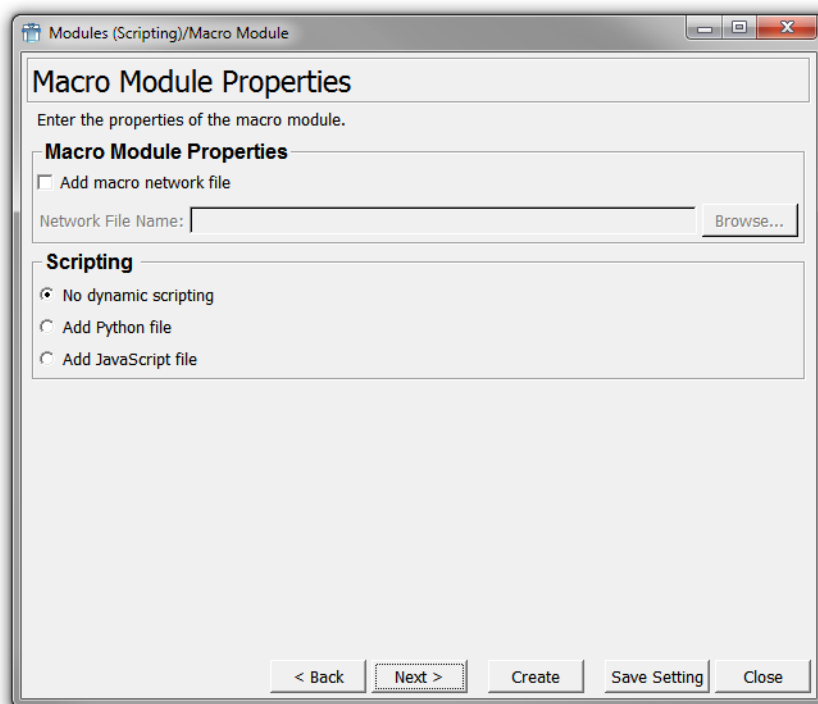 Modules (Scripting)/Macro Module
Macro Module Properties
Enter the properties of the macro module.
Macro Module Properties
Add macro network file
Network File Name: Browse...
Scripting
No dynamic scripting
Add Python file
Add JavaScript file
< Back Next > Create Save Setting Close